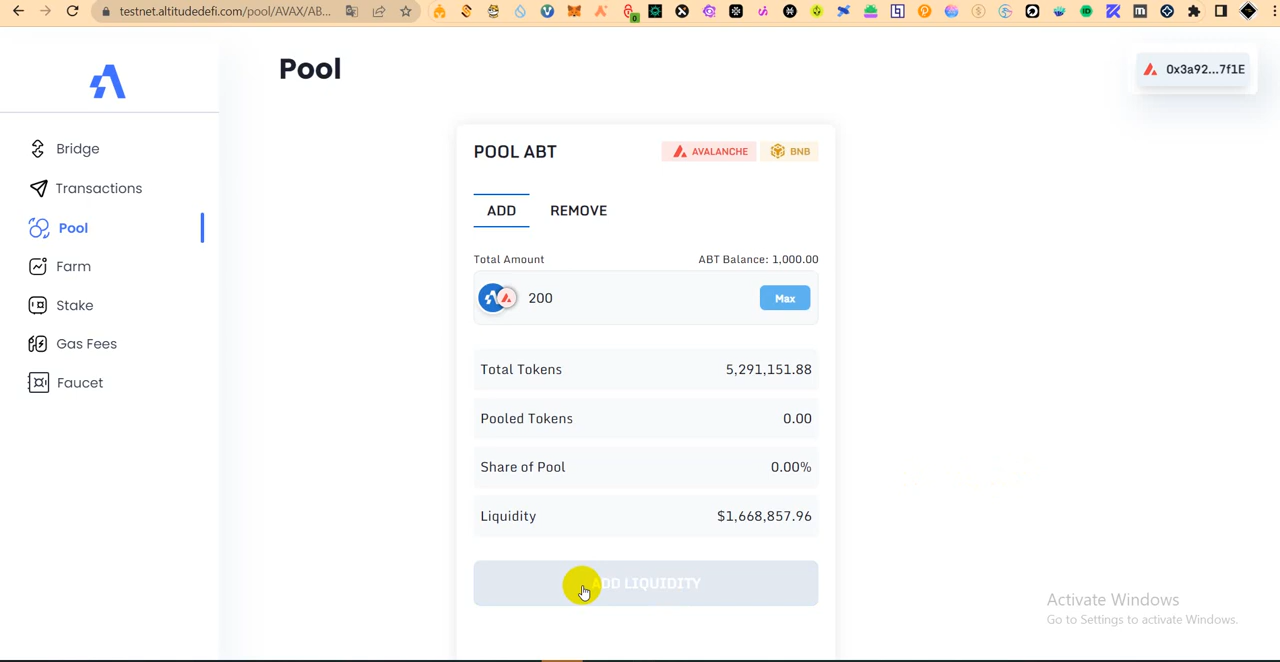 testnet.altitudedefi.com/pool/AVAX/AB...
Pool
0x3a92...7f1E
Bridge
Transactions
Pool
Farm
Stake
Gas Fees
Faucet
POOL ABT
AVALANCHE
BNB
ADD
REMOVE
Total Amount
ABT Balance: 1,000.00
200
Max
Total Tokens
5,291,151.88
Pooled Tokens
0.00
Share of Pool
0.00%
Liquidity
$1,668,857.96
ADD LIQUIDITY
Activate Windows
Go to Settings to activate Windows.